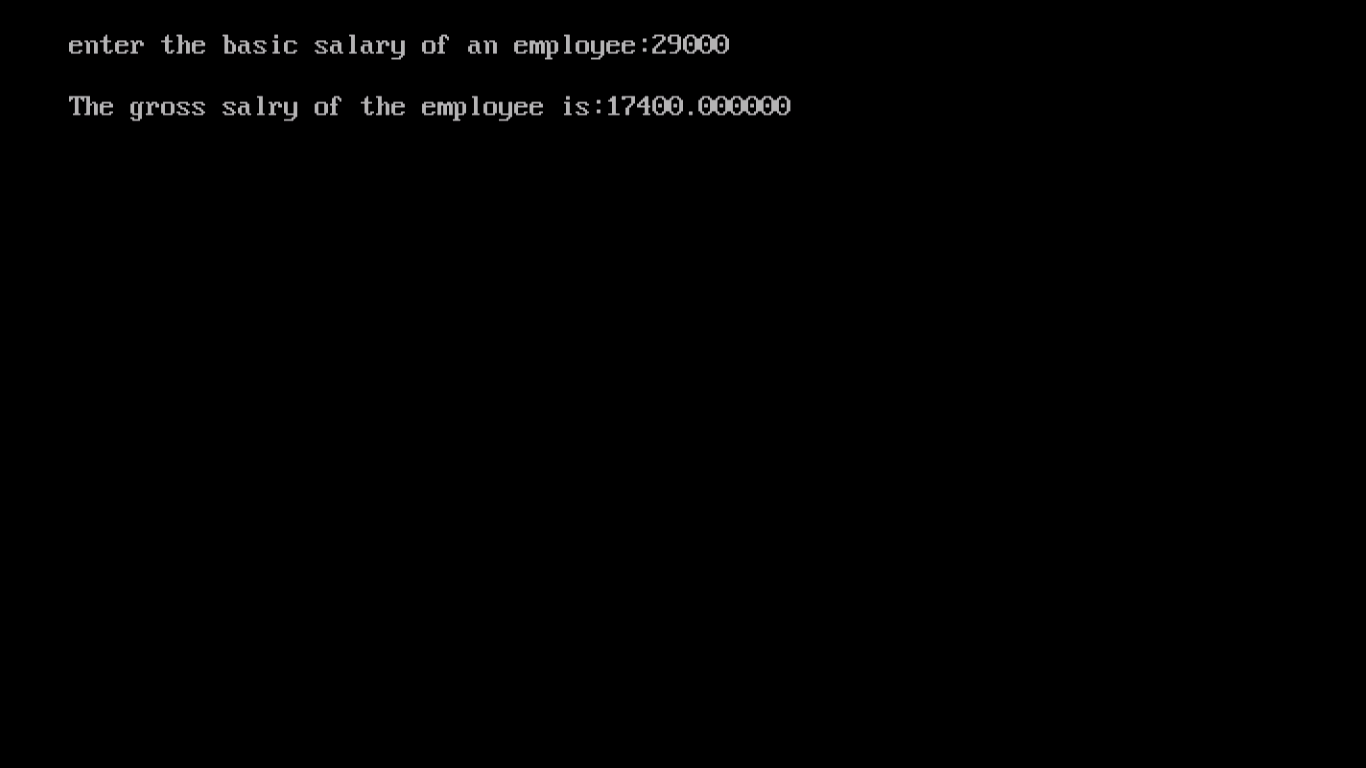 enter the basic salary of an employee:29000
The gross salry of the employee is:17400.000000